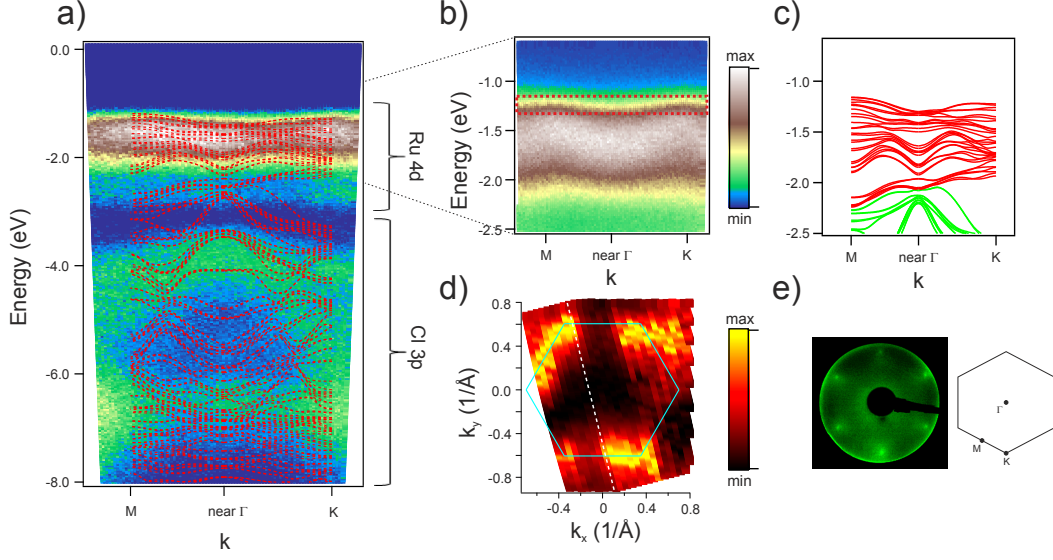 a)
0.0
-2.0
-4.0
-6.0
-8.0
Energy (eV)
M
near Γ
K
k
Ru 4d
Cl 3p
b)
-1.0
-1.5
-2.0
-2.5
Energy (eV)
M
near Γ
K
k
max
min
c)
-1.0
-1.5
-2.0
-2.5
M
near Γ
K
k
d)
0.8
0.4
0.0
-0.4
-0.8
k_y (1/Å)
-0.4
0
0.4
0.8
k_x (1/Å)
max
min
e)
Γ
M
K